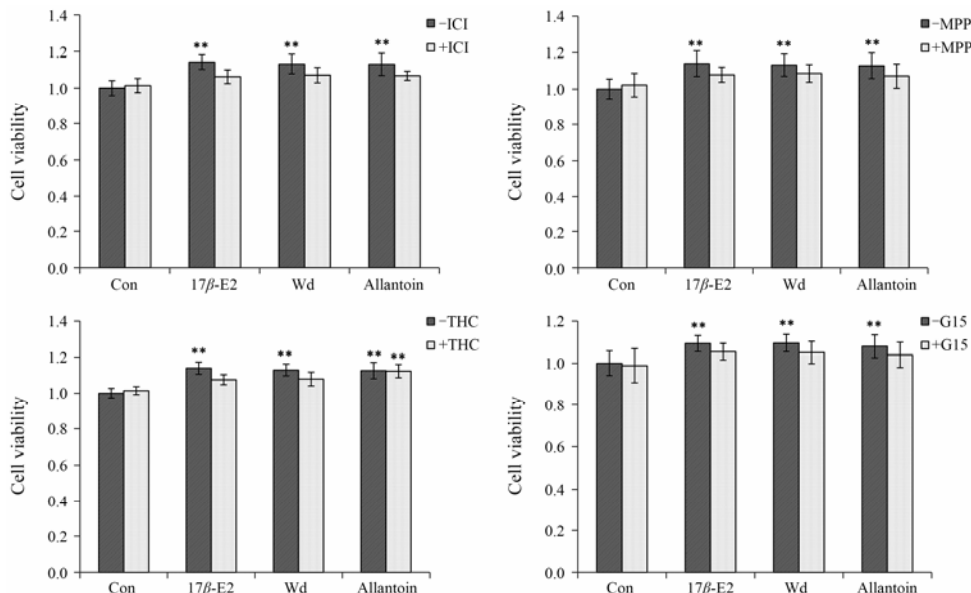 1.4
1.2
1.0
0.8
0.6
0.4
0.2
0.0
Cell viability
−ICI
+ICI
**
**
**
Con
17β-E2
Wd
Allantoin
1.4
1.2
1.0
0.8
0.6
0.4
0.2
0.0
Cell viability
−MPP
+MPP
**
**
**
Con
17β-E2
Wd
Allantoin
1.4
1.2
1.0
0.8
0.6
0.4
0.2
0.0
Cell viability
−THC
+THC
**
**
**
**
Con
17β-E2
Wd
Allantoin
1.2
1.0
0.8
0.6
0.4
0.2
0.0
Cell viability
−G15
+G15
**
**
**
Con
17β-E2
Wd
Allantoin